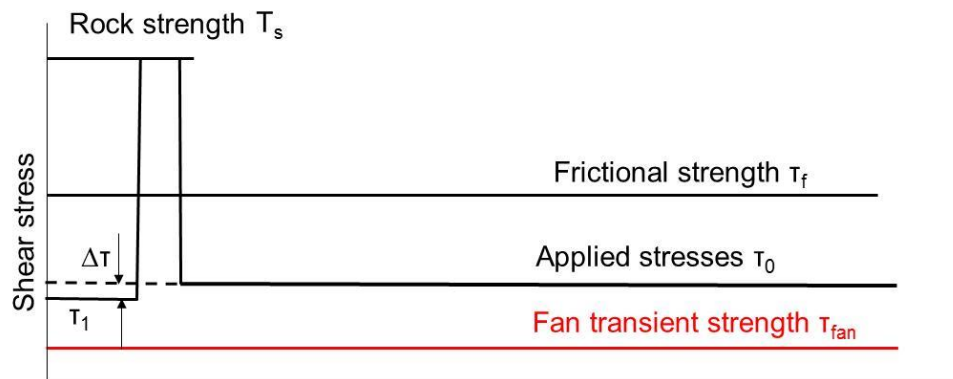 Rock strength Tₛ
Shear stress
Frictional strength τf
Δτ
Applied stresses τ₀
τ₁
Fan transient strength τfan